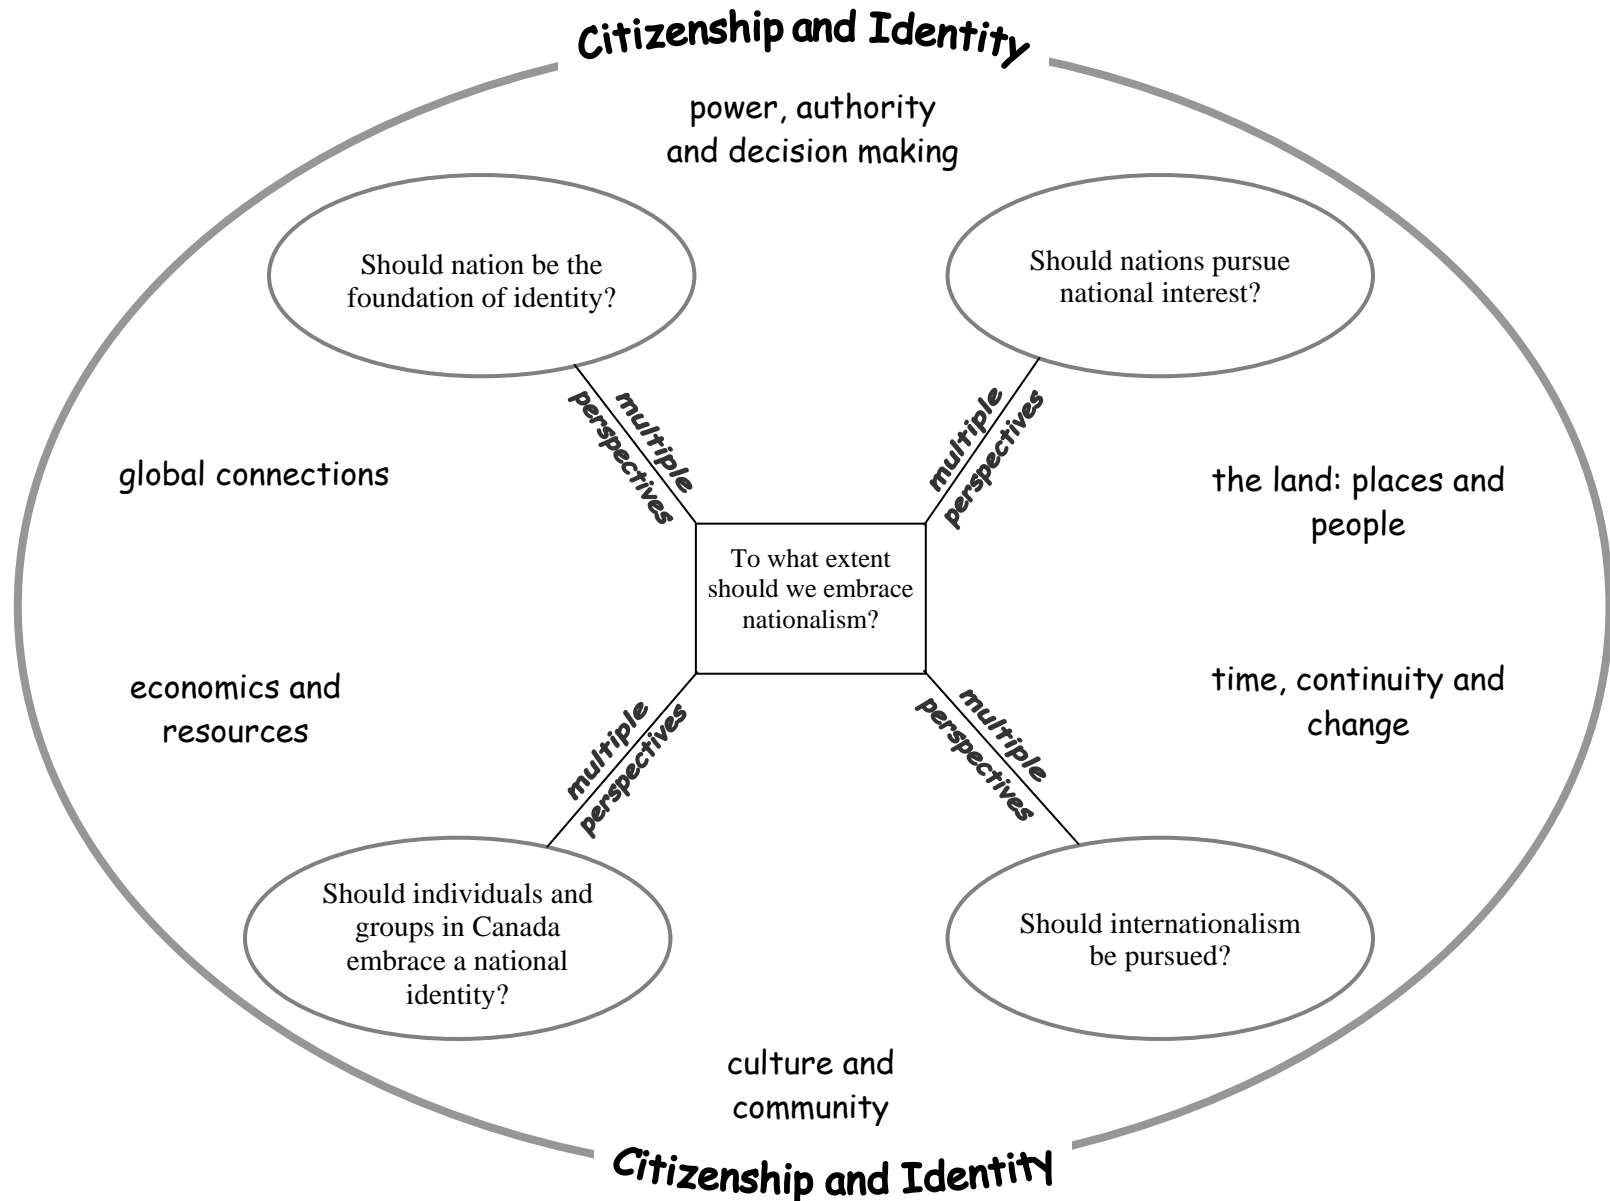 Citizenship and Identity
power, authority
and decision making
Should nation be the
foundation of identity?
Should nations pursue
national interest?
multiple
perspectives
multiple
perspectives
global connections
the land: places and
people
To what extent
should we embrace
nationalism?
economics and
resources
time, continuity and
change
multiple
perspectives
multiple
perspectives
Should individuals and
groups in Canada
embrace a national
identity?
Should internationalism
be pursued?
culture and
community
Citizenship and Identity